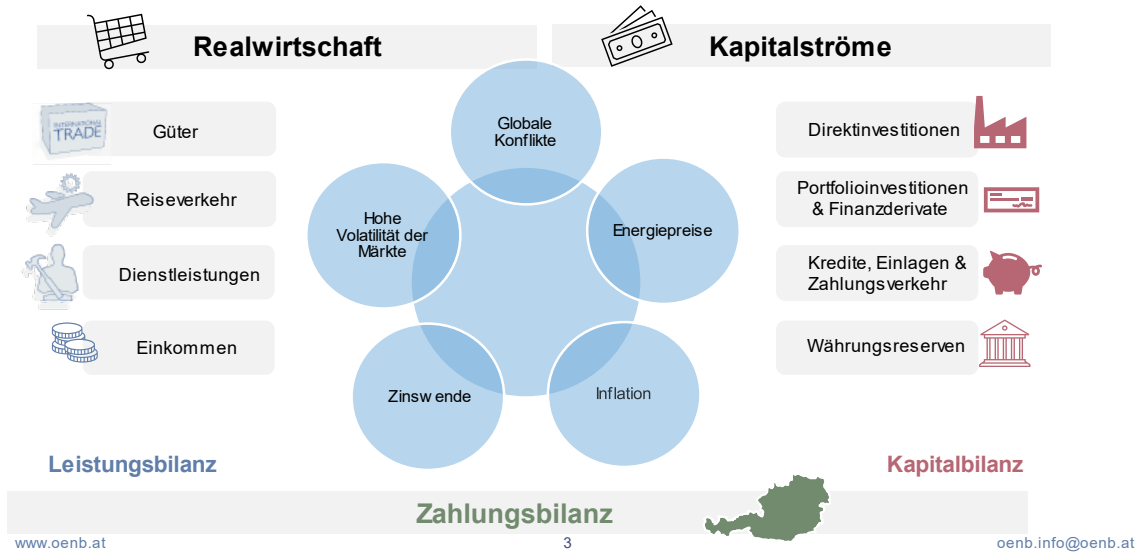 Realwirtschaft
Kapitalströme
INTERNATIONAL
TRADE
Güter
Reiseverkehr
Dienstleistungen
Einkommen
Globale
Konflikte
Hohe
Volatilität der
Märkte
Energiepreise
Zinswende
Inflation
Direktinvestitionen
Portfolioinvestitionen
& Finanzderivate
Kredite, Einlagen &
Zahlungsverkehr
Währungsreserven
Leistungsbilanz
Kapitalbilanz
Zahlungsbilanz
www.oenb.at
3
oenb.info@oenb.at